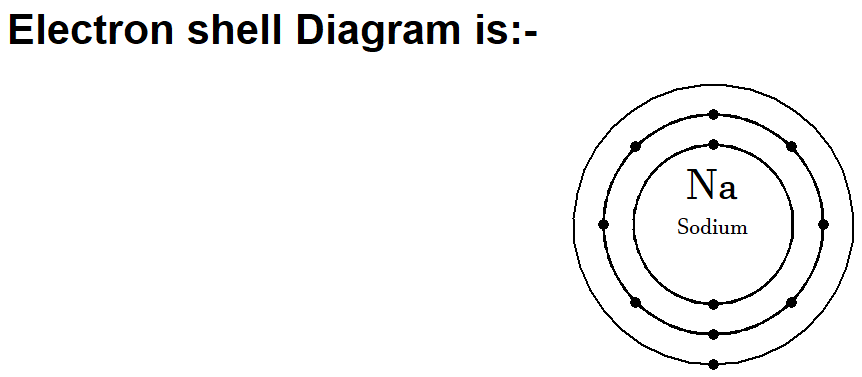 Electron shell Diagram is:-
Na
Sodium